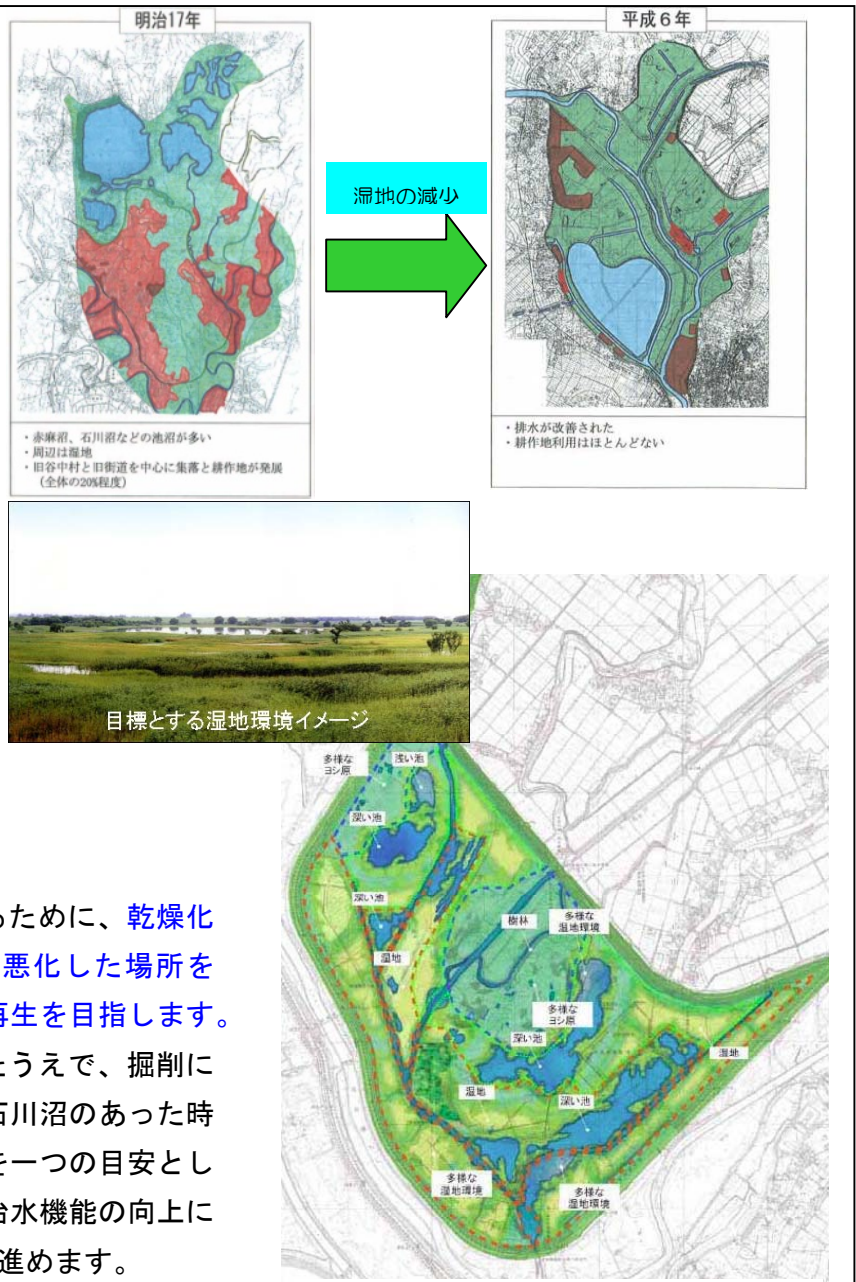 明治17年
平成6年
湿地の減少
・赤麻沼、石川沼などの池沼が多い
・周辺は湿地
・旧谷中村と旧街道を中心に集落と耕作地が発展
（全体の20%程度）
・排水が改善された
・耕作地利用はほとんどない
目標とする湿地環境イメージ
多様な
ヨシ原
浅い池
深い池
深い池
湿地
樹林
多様な
湿地環境
多様な
ヨシ原
深い池
湿地
深い池
湿地
多様な
湿地環境
多様な
湿地環境
るために、乾燥化
悪化した場所を
再生を目指します。
たうえで、掘削に
石川沼のあった時
を一つの目安とし
治水機能の向上に
進めます。